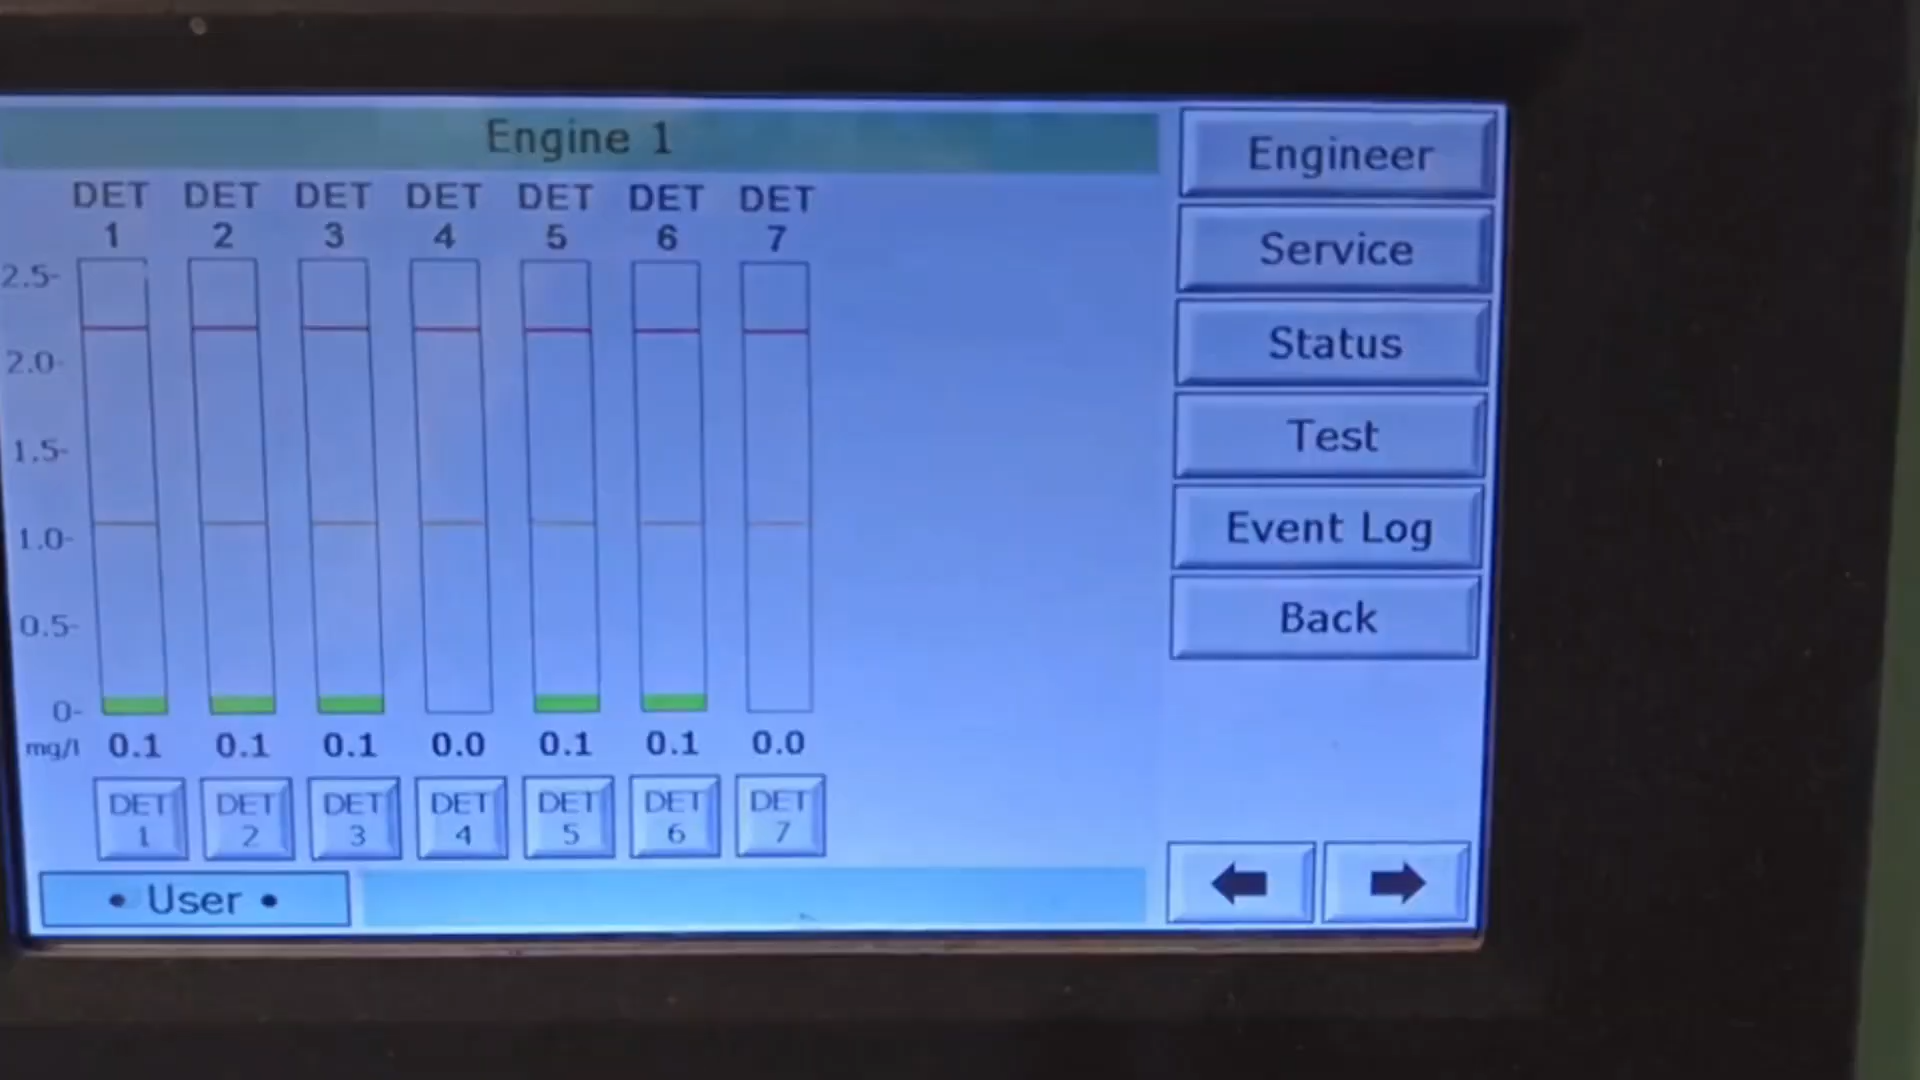 Engine 1
DET DET DET DET DET DET DET
1 2 3 4 5 6 7
2.5-
2.0-
1.5-
1.0-
0.5-
0-
mg/l 0.1 0.1 0.1 0.0 0.1 0.1 0.0
DET DET DET DET DET DET DET
1 2 3 4 5 6 7
• User •
Engineer
Service
Status
Test
Event Log
Back